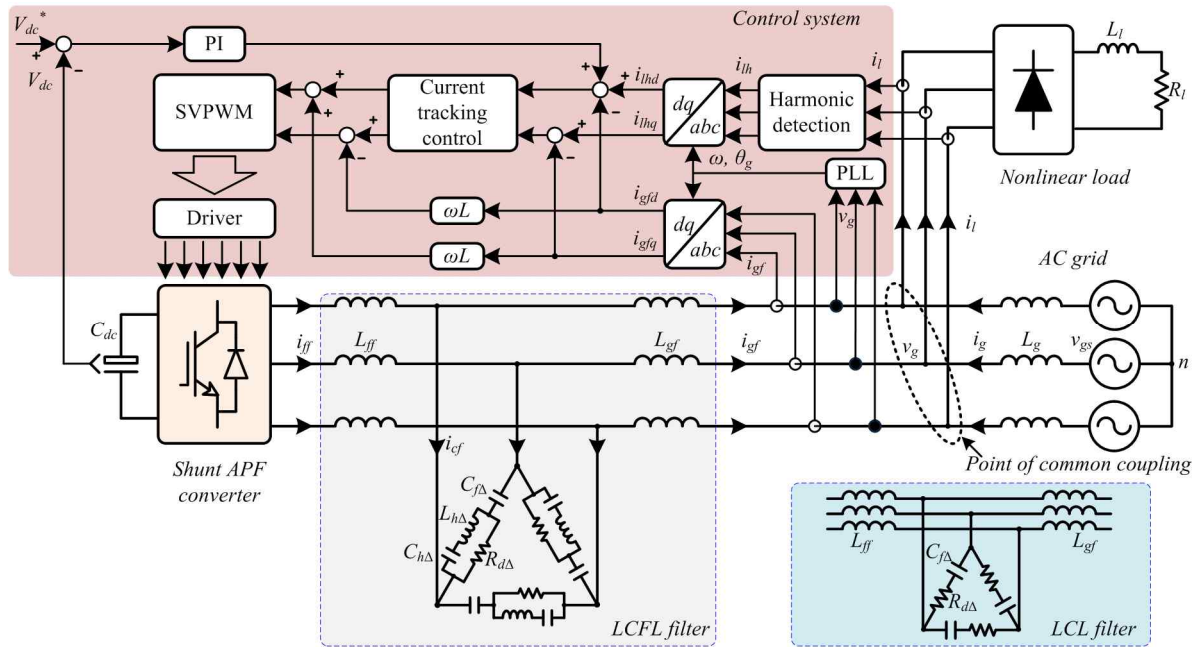 Control system
V_dc*
+
V_dc
−
PI
+
SVPWM
+
+
+
−
Current tracking control
+
−
+
−
i_lhd
i_lhq
dq
abc
i_lh
Harmonic detection
i_l
L_l
R_l
Nonlinear load
ω, θ_g
PLL
Driver
ωL
ωL
i_gfd
i_gfq
dq
abc
v_g
i_gf
i_l
AC grid
C_dc
i_ff
L_ff
L_gf
i_gf
v_g
i_g
L_g
v_gs
n
Shunt APF converter
i_cf
C_fΔ
L_hΔ
C_hΔ
R_dΔ
LCFL filter
Point of common coupling
L_ff
C_fΔ
L_gf
R_dΔ
LCL filter